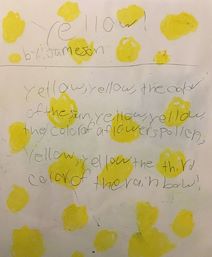 Yellow!
by: Jameson
Yellow, yellow, the color
of the sun, yellow, yellow
the color of a flowers pollen,
Yellow, yellow the third
color of the rainbow!